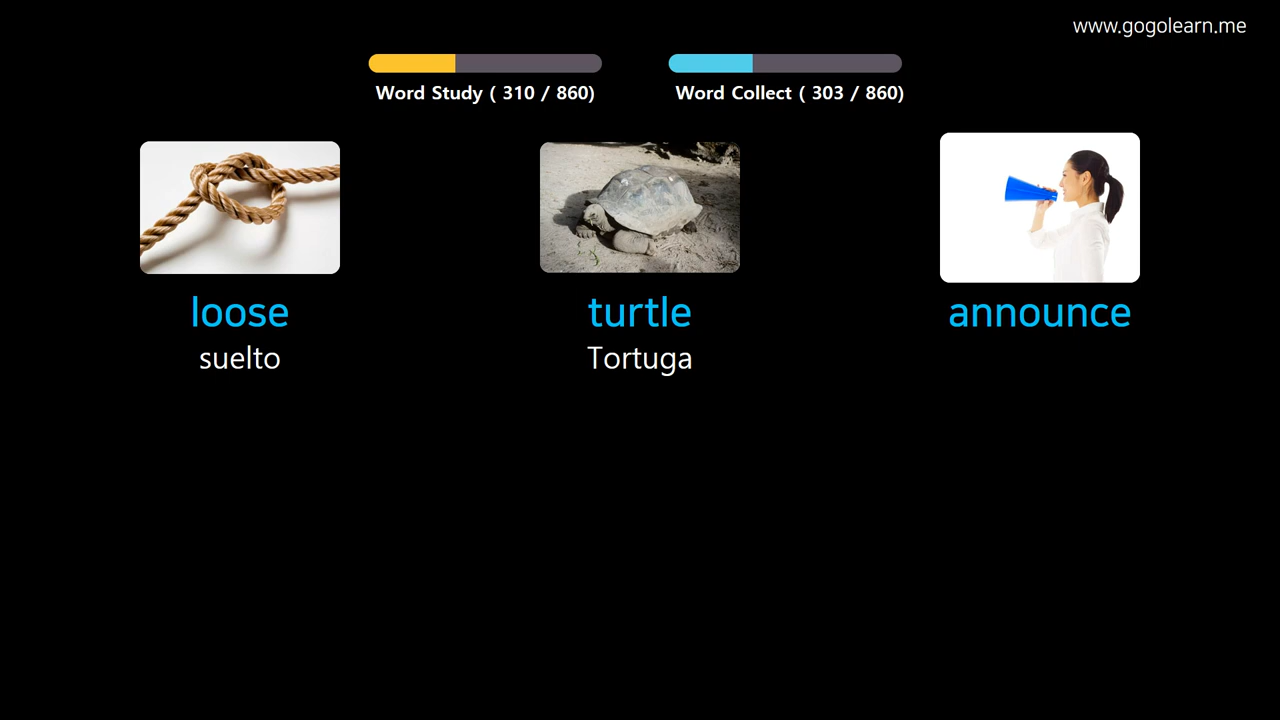 www.gogolearn.me
Word Study ( 310 / 860)
Word Collect ( 303 / 860)
loose
suelto
turtle
Tortuga
announce